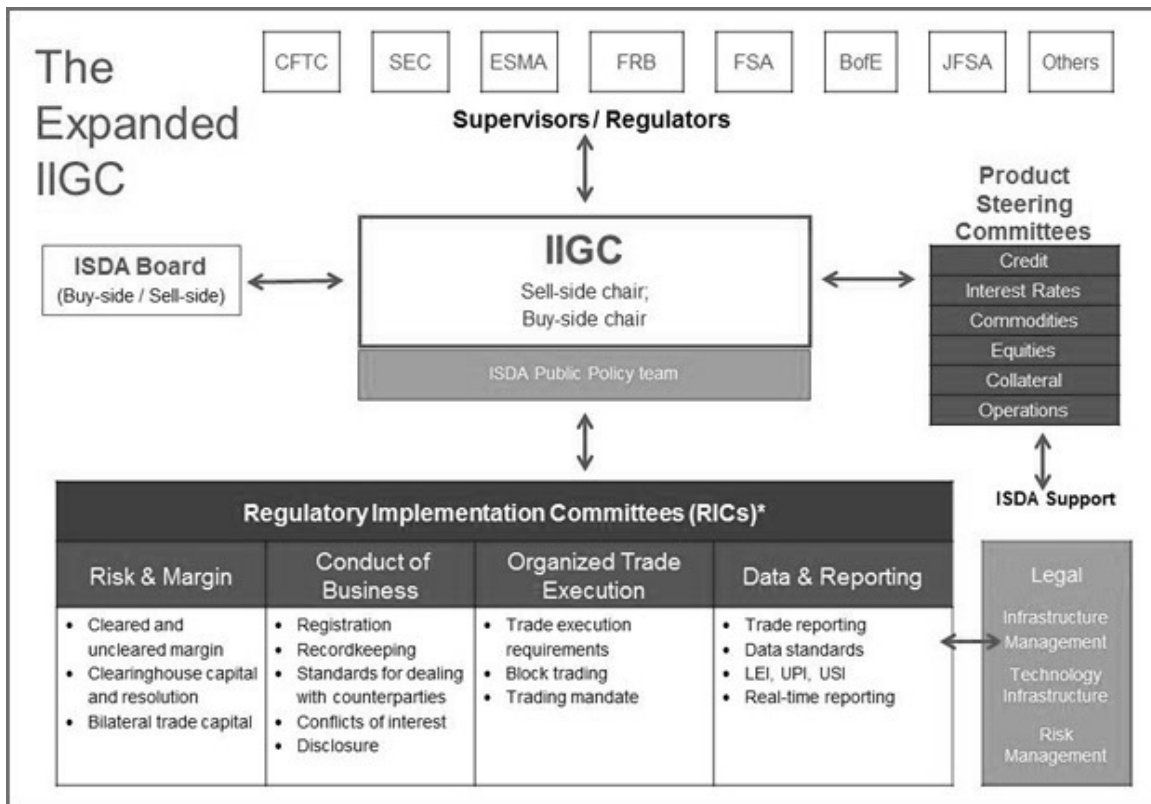 The
Expanded
IIGC
CFTC
SEC
ESMA
FRB
FSA
BofE
JFSA
Others
Supervisors / Regulators
ISDA Board
(Buy-side / Sell-side)
IIGC
Sell-side chair;
Buy-side chair
ISDA Public Policy team
Product
Steering
Committees
Credit
Interest Rates
Commodities
Equities
Collateral
Operations
ISDA Support
Regulatory Implementation Committees (RICs)*
Risk & Margin
• Cleared and
uncleared margin
• Clearinghouse capital
and resolution
• Bilateral trade capital
Conduct of
Business
• Registration
• Recordkeeping
• Standards for dealing
with counterparties
• Conflicts of interest
• Disclosure
Organized Trade
Execution
• Trade execution
requirements
• Block trading
• Trading mandate
Data & Reporting
• Trade reporting
• Data standards
• LEI, UPI, USI
• Real-time reporting
Legal
Infrastructure
Management
Technology
Infrastructure
Risk
Management